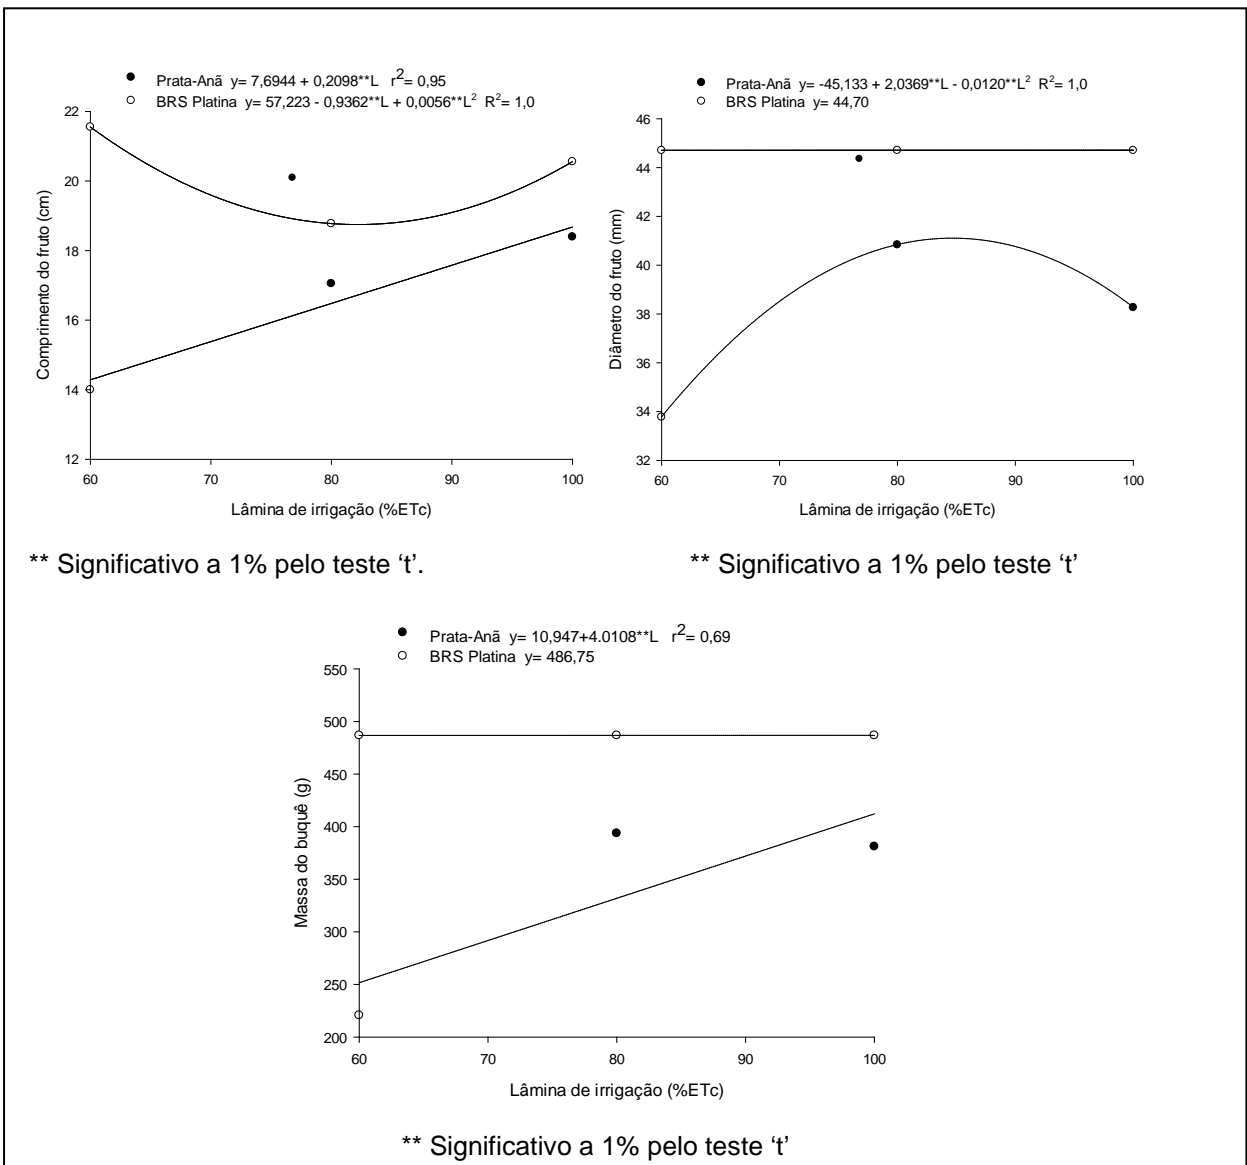 Prata-Anã y= 7,6944 + 0,2098**L r²= 0,95
BRS Platina y= 57,223 - 0,9362**L + 0,0056**L² R²= 1,0
22
20
18
16
14
12
Comprimento do fruto (cm)
60 70 80 90 100
Lâmina de irrigação (%ETc)
** Significativo a 1% pelo teste ‘t’.
Prata-Anã y= -45,133 + 2,0369**L - 0,0120**L² R²= 1,0
BRS Platina y= 44,70
46
44
42
40
38
36
34
32
Diâmetro do fruto (mm)
60 70 80 90 100
Lâmina de irrigação (%ETc)
** Significativo a 1% pelo teste ‘t’
Prata-Anã y= 10,947+4.0108**L r²= 0,69
BRS Platina y= 486,75
550
500
450
400
350
300
250
200
Massa do buquê (g)
60 70 80 90 100
Lâmina de irrigação (%ETc)
** Significativo a 1% pelo teste ‘t’